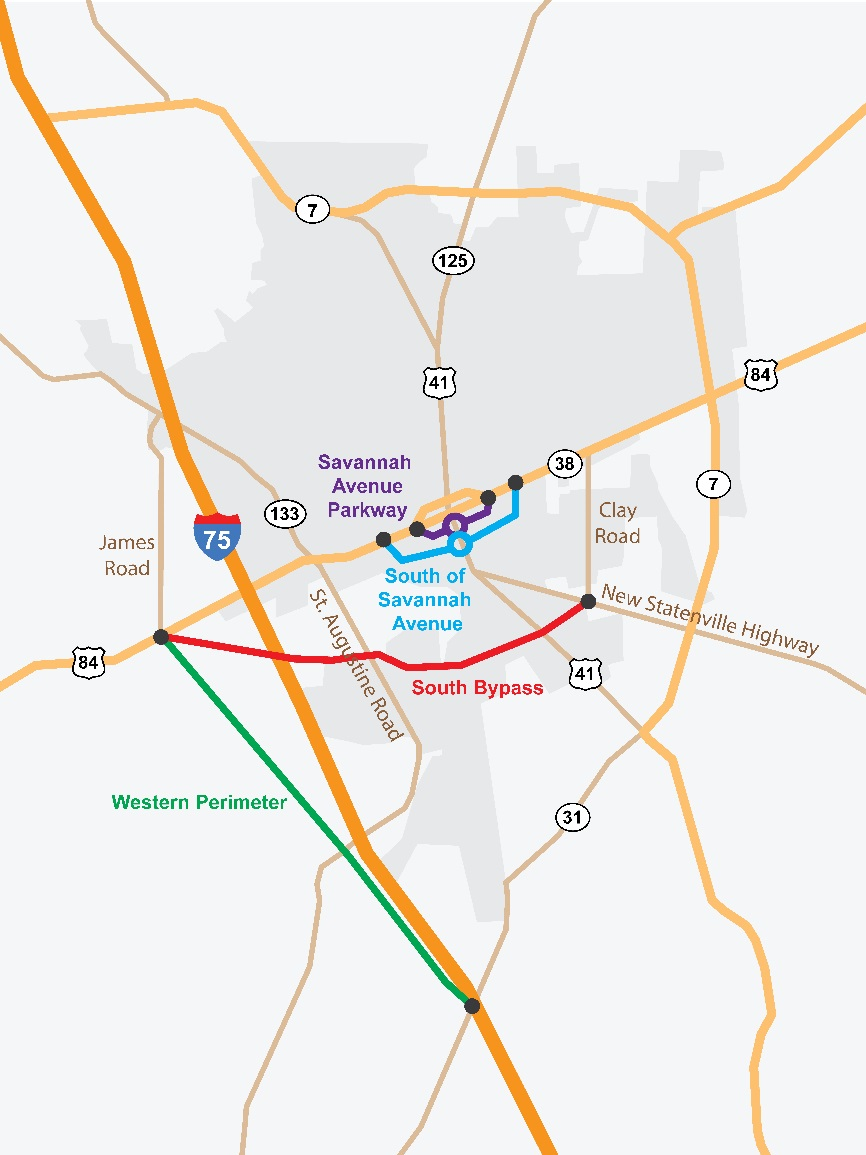 7
125
41
84
Savannah
Avenue
Parkway
38
7
133
Clay
Road
75
James
Road
South of
Savannah
Avenue
St. Augustine Road
New Statenville Highway
84
41
South Bypass
Western Perimeter
31